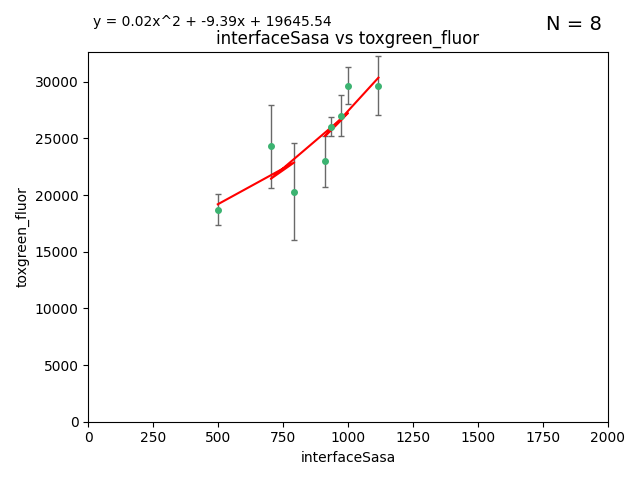 y = 0.02x^2 + -9.39x + 19645.54
N = 8
interfaceSasa vs toxgreen_fluor
30000
25000
20000
15000
10000
5000
0
toxgreen_fluor
0 250 500 750 1000 1250 1500 1750 2000
interfaceSasa